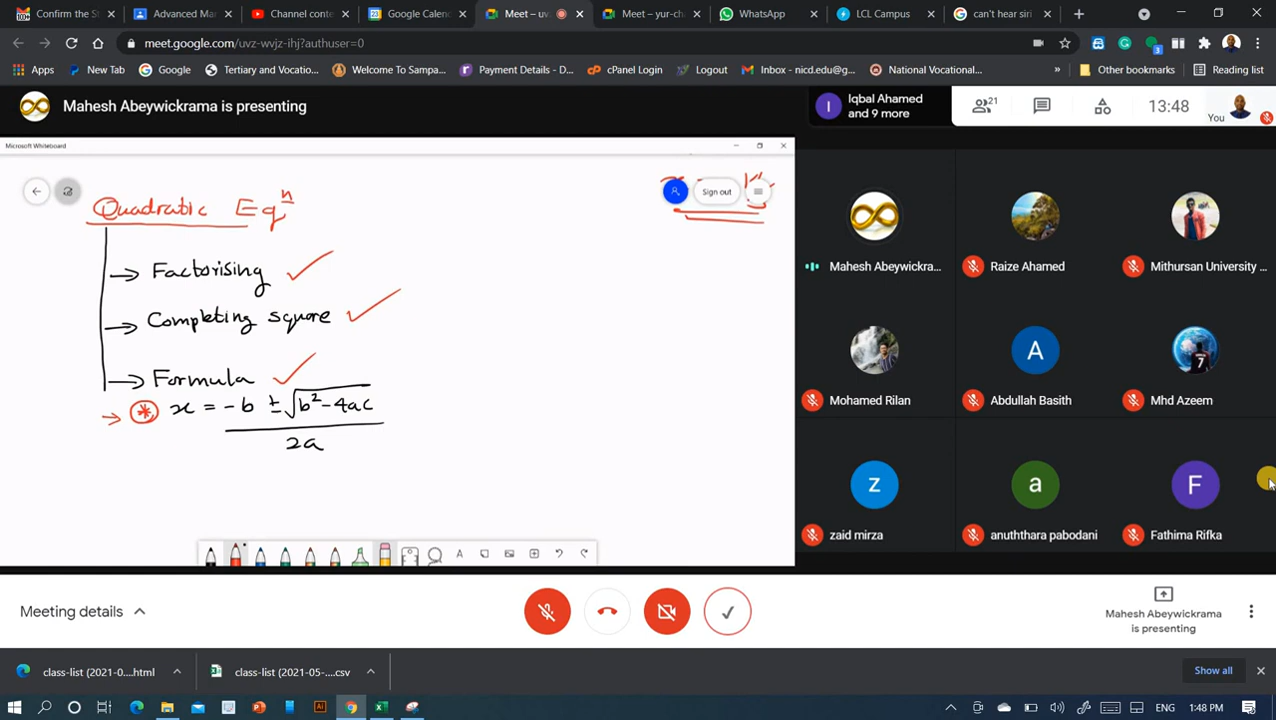 Confirm the St
Advanced Mar
Channel conte
Google Calend
Meet – uv
Meet – yur-ch
WhatsApp
LCL Campus
can't hear siri
meet.google.com/uvz-wvjz-ihj?authuser=0
Apps
New Tab
Google
Tertiary and Vocatio...
Welcome To Sampa...
Payment Details - D...
cPanel Login
Logout
Inbox - nicd.edu@g...
National Vocational...
»
Other bookmarks
Reading list
Mahesh Abeywickrama is presenting
Iqbal Ahamed
and 9 more
21
13:48
You
Microsoft Whiteboard
Sign out
Quadratic Eqⁿ
→ Factorising ✓
→ Completing square ✓
→ Formula ✓
→ * x = -b ± √b² - 4ac
2a
Mahesh Abeywickra...
Raize Ahamed
Mithursan University ...
Mohamed Rilan
A
Abdullah Basith
Mhd Azeem
z
zaid mirza
a
anuththara pabodani
F
Fathima Rifka
Meeting details
Mahesh Abeywickrama
is presenting
class-list (2021-0....html
class-list (2021-05-....csv
Show all
ENG
1:48 PM